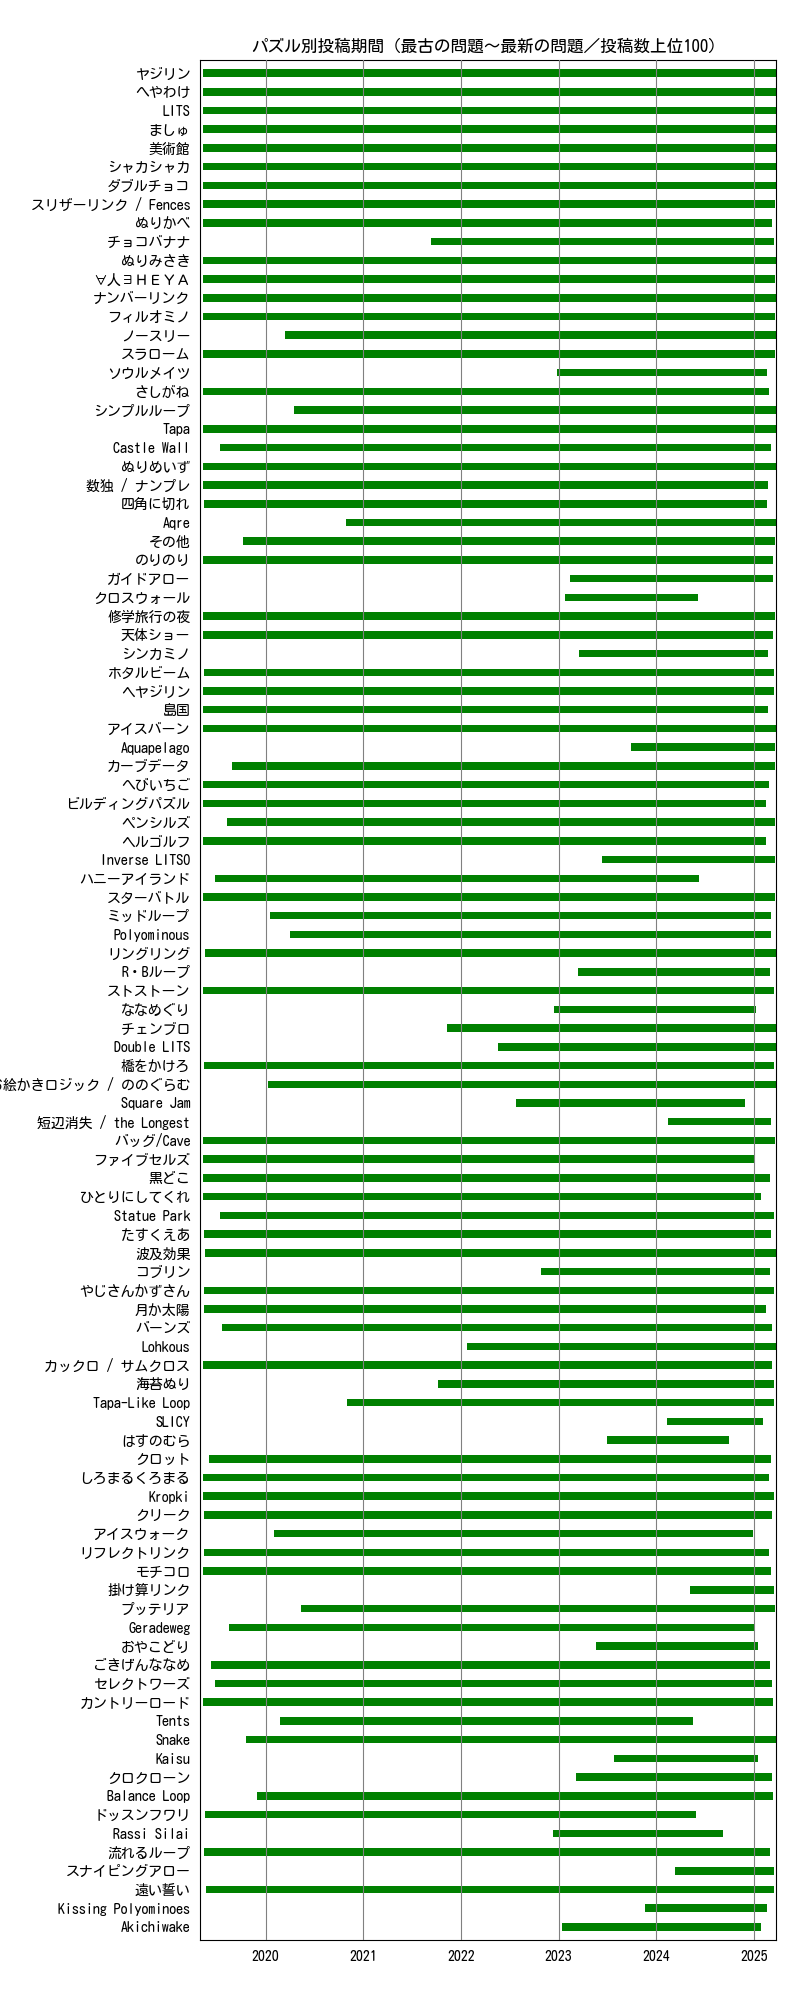 パズル別投稿期間（最古の問題～最新の問題／投稿数上位100）
ヤジリン
へやわけ
LITS
ましゅ
美術館
シャカシャカ
ダブルチョコ
スリザーリンク / Fences
ぬりかべ
チョコバナナ
ぬりみさき
∀人∃ＨＥＹＡ
ナンバーリンク
フィルオミノ
ノースリー
スラローム
ソウルメイツ
さしがね
シンプルループ
Tapa
Castle Wall
ぬりめいず
数独 / ナンプレ
四角に切れ
Aqre
その他
のりのり
ガイドアロー
クロスウォール
修学旅行の夜
天体ショー
シンカミノ
ホタルビーム
ヘヤジリン
島国
アイスバーン
Aquapelago
カーブデータ
へびいちご
ビルディングパズル
ペンシルズ
ヘルゴルフ
Inverse LITSO
ハニーアイランド
スターバトル
ミッドループ
Polyominous
リングリング
R・Bループ
ストストーン
ななめぐり
チェンブロ
Double LITS
橋をかけろ
絵かきロジック / ののぐらむ
Square Jam
短辺消失 / the Longest
バッグ/Cave
ファイブセルズ
黒どこ
ひとりにしてくれ
Statue Park
たすくえあ
波及効果
コブリン
やじさんかずさん
月か太陽
バーンズ
Lohkous
カックロ / サムクロス
海苔ぬり
Tapa-Like Loop
SLICY
はすのむら
クロット
しろまるくろまる
Kropki
クリーク
アイスウォーク
リフレクトリンク
モチコロ
掛け算リンク
プッテリア
Geradeweg
おやこどり
ごきげんななめ
セレクトワーズ
カントリーロード
Tents
Snake
Kaisu
クロクローン
Balance Loop
ドッスンフワリ
Rassi Silai
流れるループ
スナイピングアロー
遠い誓い
Kissing Polyominoes
Akichiwake
2020 2021 2022 2023 2024 2025